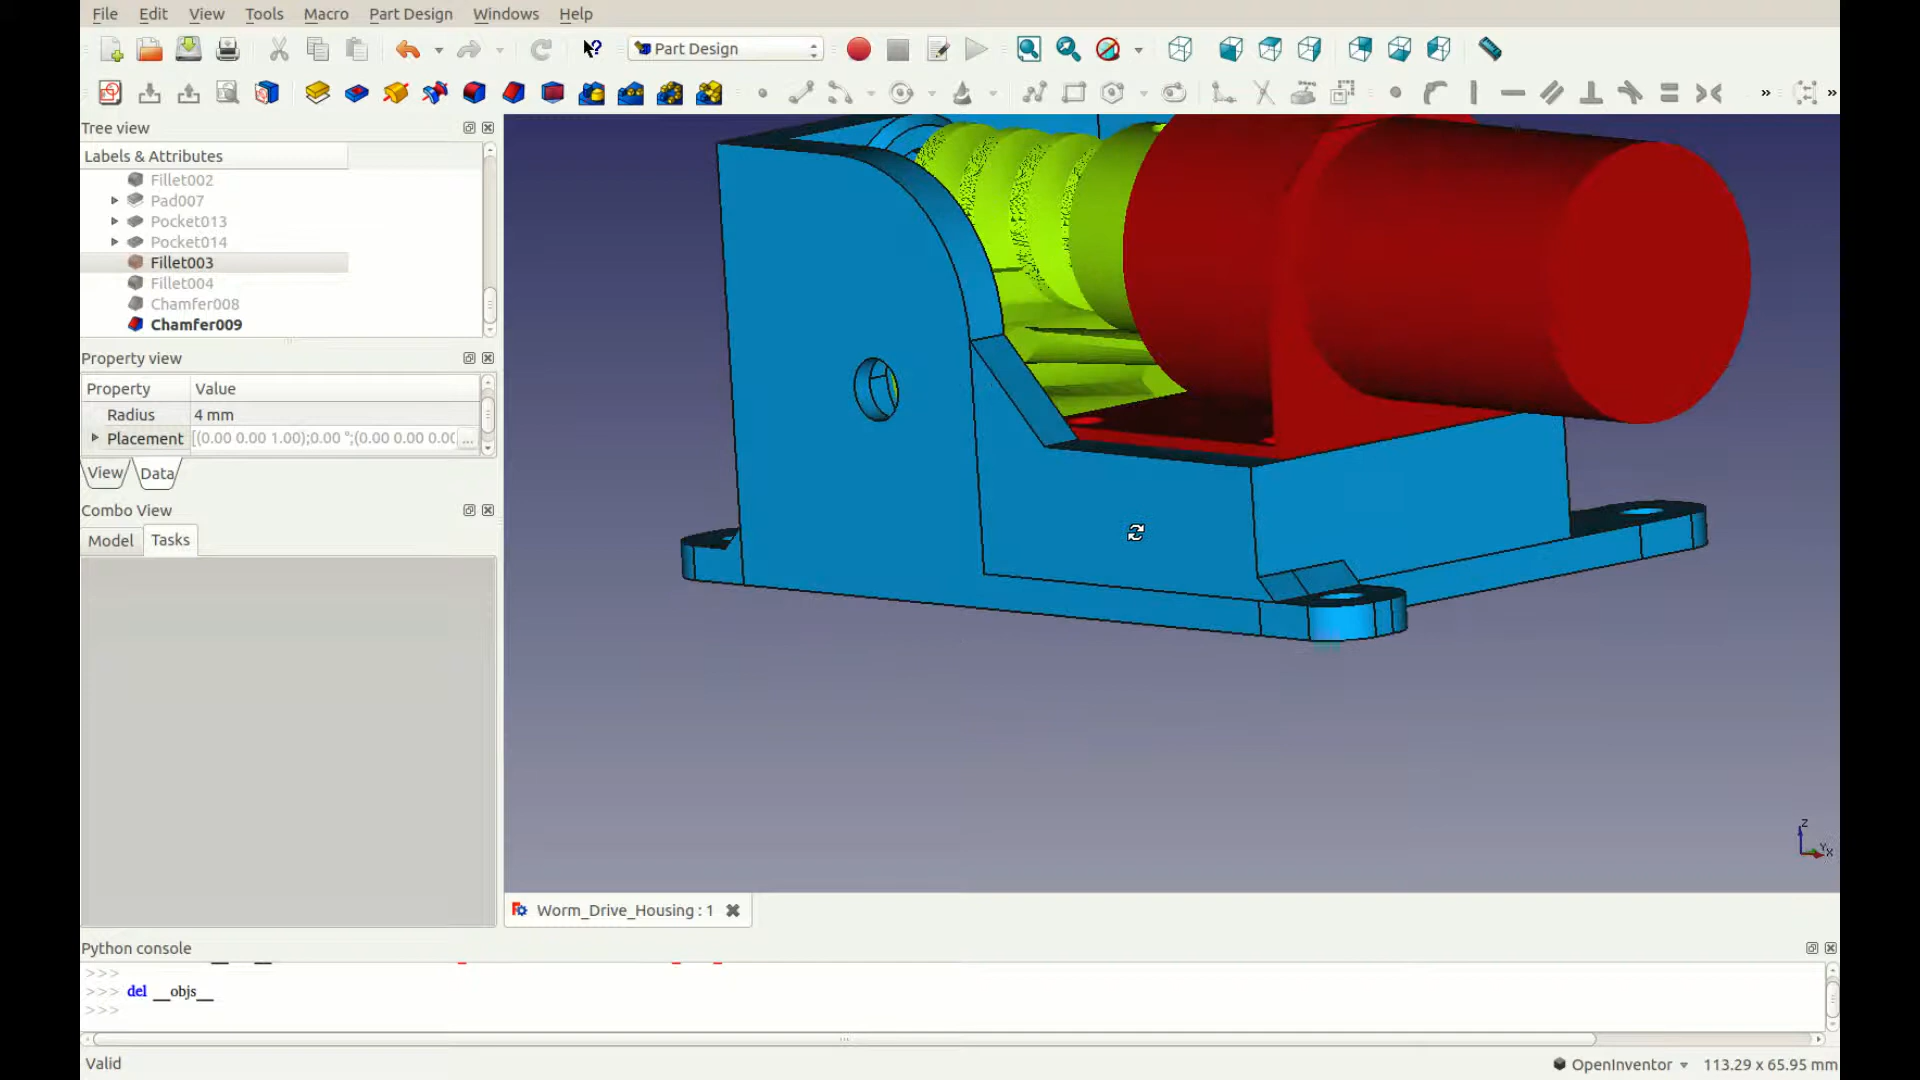 File Edit View Tools Macro Part Design Windows Help
Part Design
Tree view
Labels & Attributes
Fillet002
Pad007
Pocket013
Pocket014
Fillet003
Fillet004
Chamfer008
Chamfer009
Property view
Property Value
Radius 4 mm
Placement [(0.00 0.00 1.00);0.00 °;(0.00 0.00 0.00 ...
View Data
Combo View
Model Tasks
Z
Y
X
Worm_Drive_Housing : 1
Python console
>>>
>>> del __objs__
>>>
Valid OpenInventor 113.29 x 65.95 mm